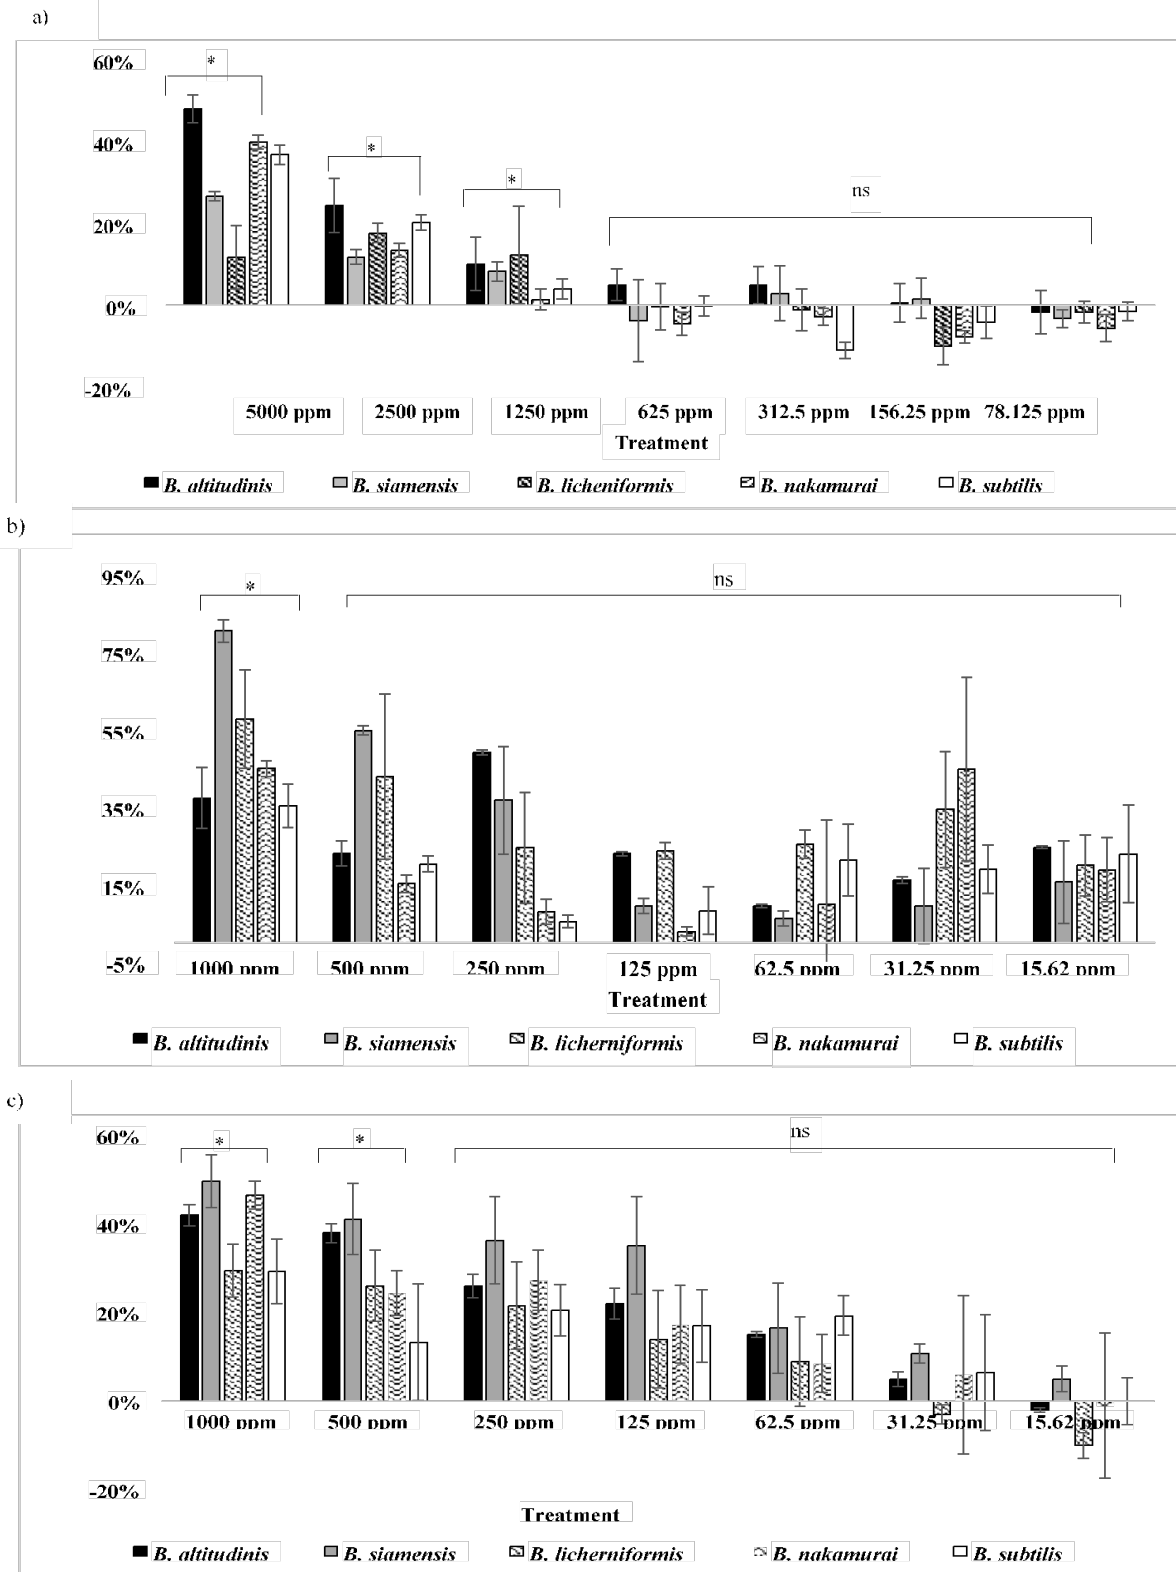 a)
60%
*
40%
*
*
20%
ns
0%
-20%
5000 ppm 2500 ppm 1250 ppm 625 ppm 312.5 ppm 156.25 ppm 78.125 ppm
Treatment
B. altitudinis B. siamensis B. licheniformis B. nakamurai B. subtilis
b)
95%
*
ns
75%
55%
35%
15%
-5%
1000 ppm 500 ppm 250 ppm 125 ppm 62.5 ppm 31.25 ppm 15.62 ppm
Treatment
B. altitudinis B. siamensis B. licherniformis B. nakamurai B. subtilis
c)
60%
*
*
ns
40%
20%
0%
1000 ppm 500 ppm 250 ppm 125 ppm 62.5 ppm 31.25 ppm 15.62 ppm
-20%
Treatment
B. altitudinis B. siamensis B. licherniformis B. nakamurai B. subtilis